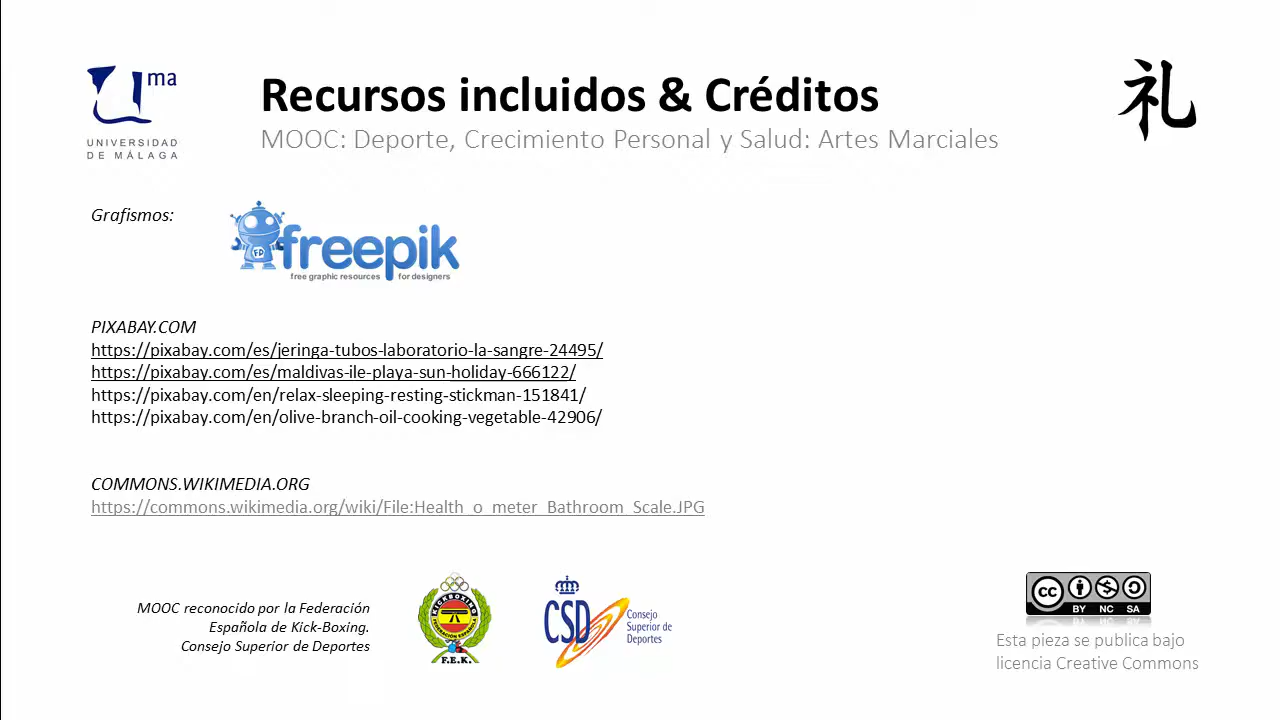 uma
UNIVERSIDAD
DE MÁLAGA
Recursos incluidos & Créditos
MOOC: Deporte, Crecimiento Personal y Salud: Artes Marciales
礼
Grafismos:
FP
freepik
free graphic resources for designers
PIXABAY.COM
https://pixabay.com/es/jeringa-tubos-laboratorio-la-sangre-24495/
https://pixabay.com/es/maldivas-ile-playa-sun-holiday-666122/
https://pixabay.com/en/relax-sleeping-resting-stickman-151841/
https://pixabay.com/en/olive-branch-oil-cooking-vegetable-42906/
COMMONS.WIKIMEDIA.ORG
https://commons.wikimedia.org/wiki/File:Health_o_meter_Bathroom_Scale.JPG
MOOC reconocido por la Federación
Española de Kick-Boxing.
Consejo Superior de Deportes
KICKBOXING
FEDERACIÓN ESPAÑOLA
F.E.K.
CSD
Consejo
Superior de
Deportes
cc
BY NC SA
Esta pieza se publica bajo
licencia Creative Commons